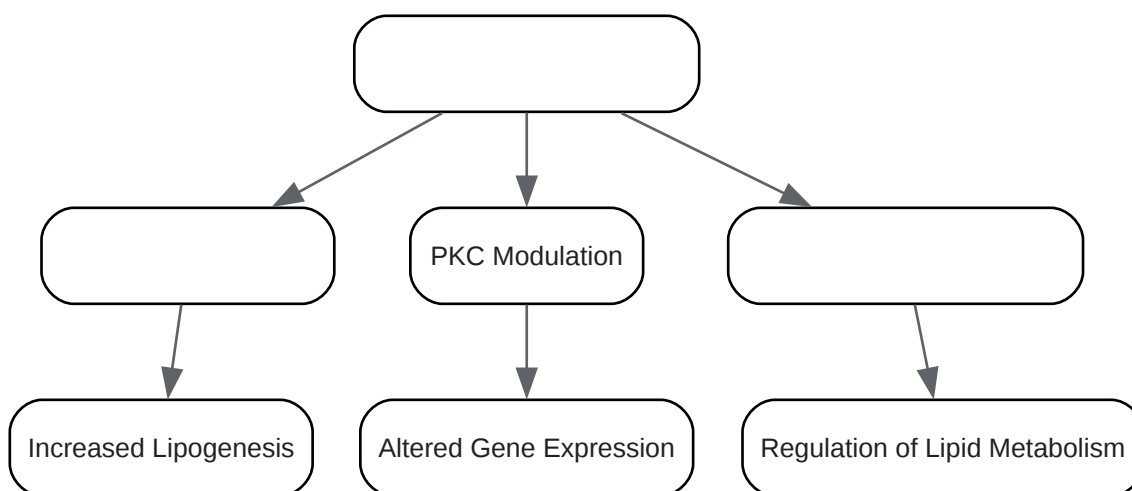 PKC Modulation
Increased Lipogenesis
Altered Gene Expression
Regulation of Lipid Metabolism